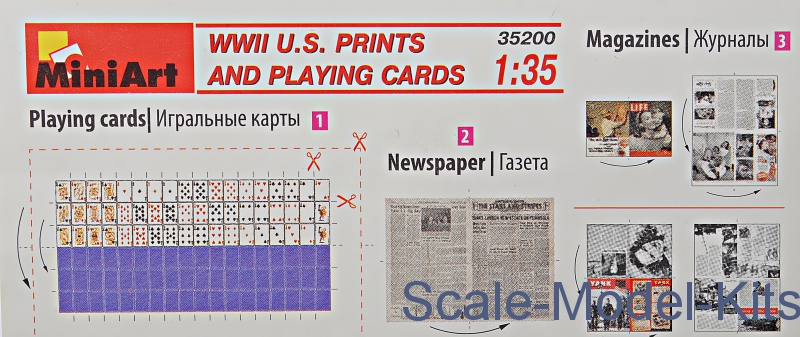 MiniArt
WWII U.S. PRINTS
AND PLAYING CARDS
35200
1:35
Magazines | Журналы 3
Playing cards| Игральные карты 1
2
Newspaper | Газета
LIFE
THE STARS AND STRIPES
YANK
YANK
Scale-Model-Kits